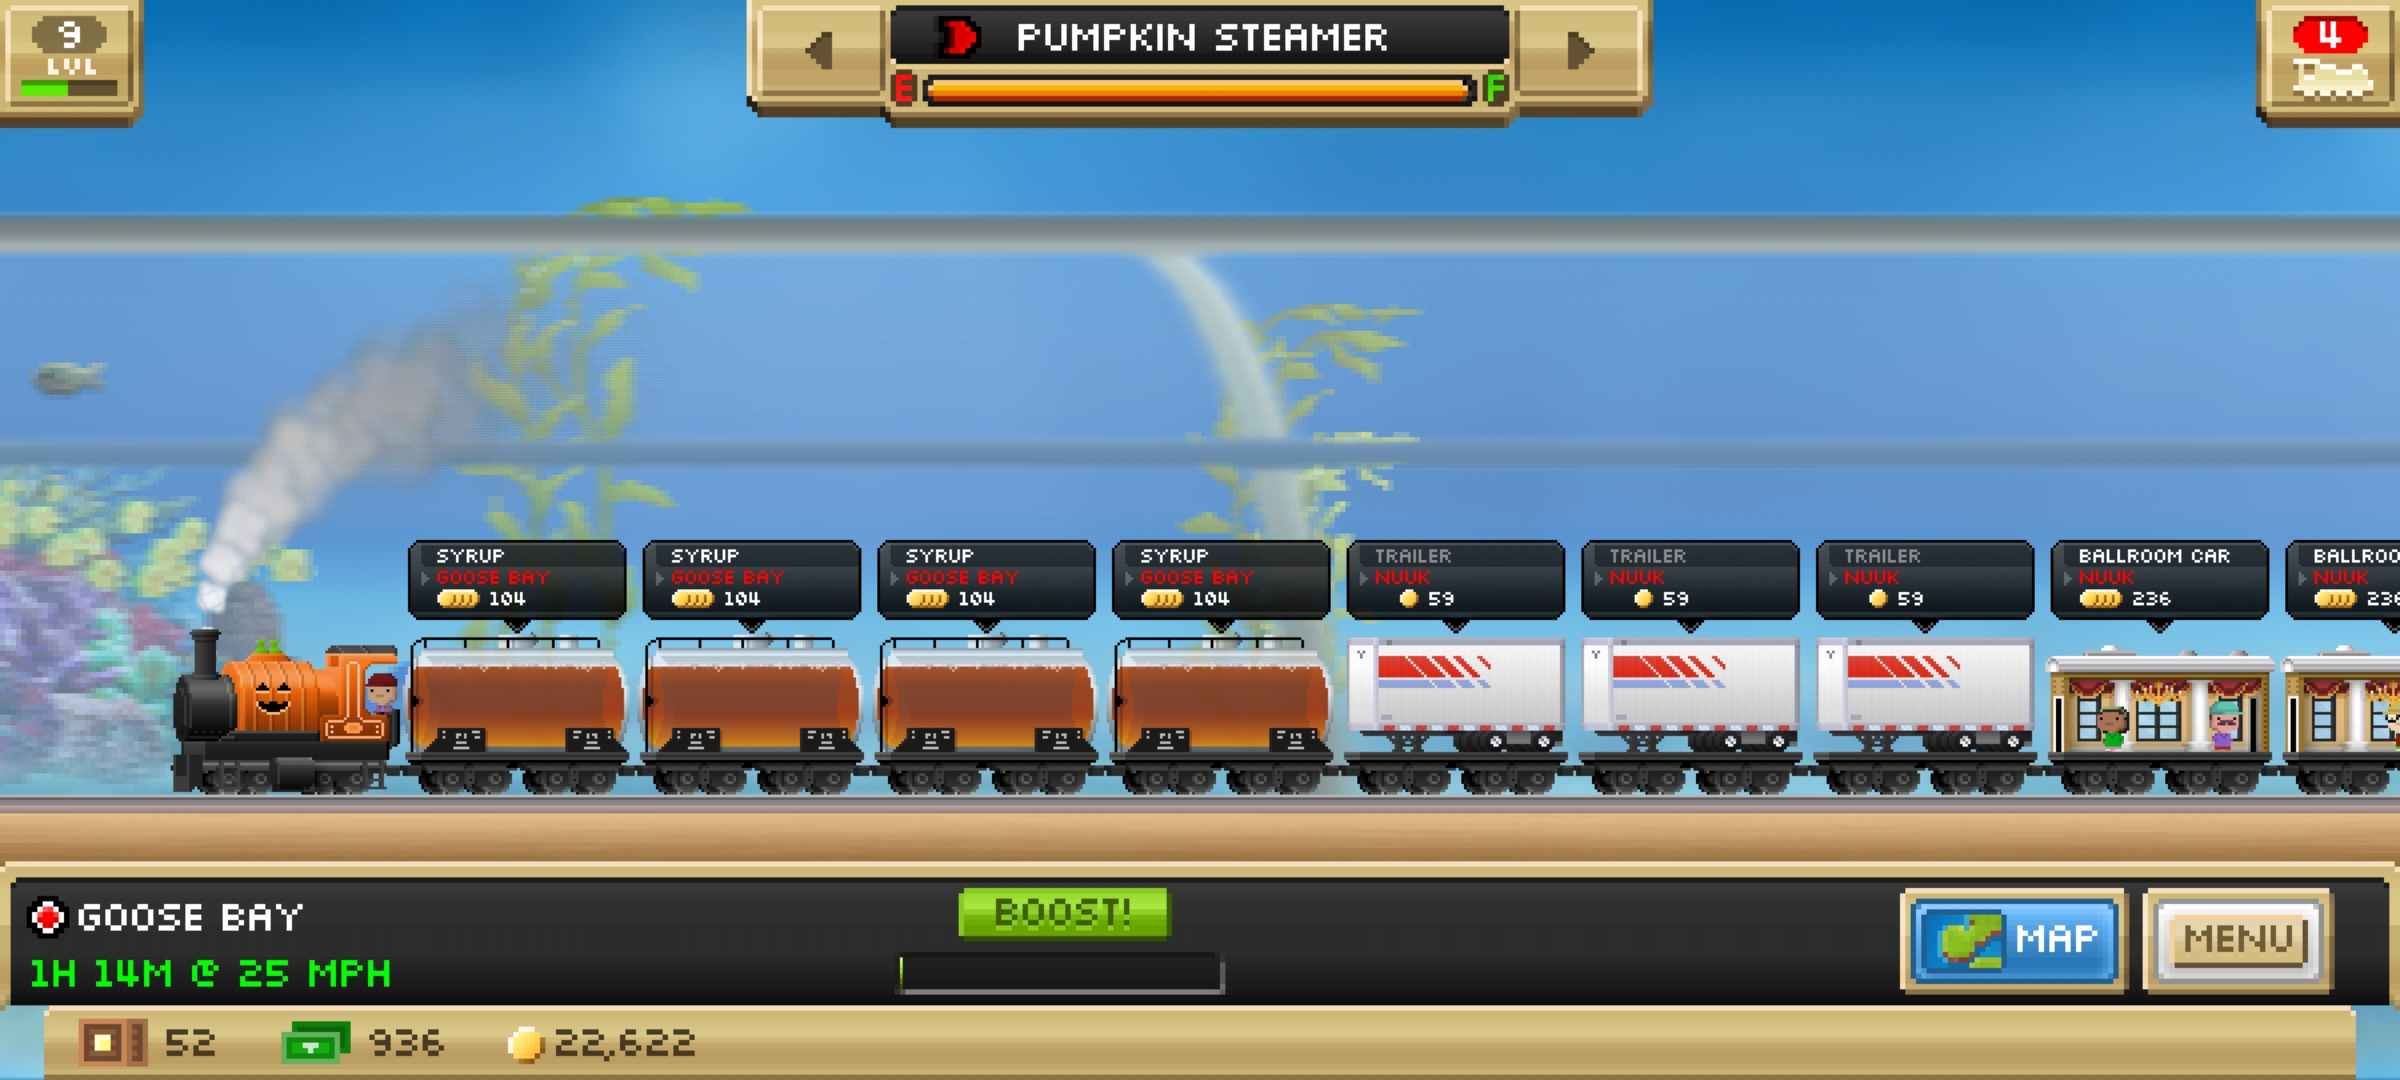 9
LVL
PUMPKIN STEAMER
E F
4
SYRUP
GOOSE BAY
104
SYRUP
GOOSE BAY
104
SYRUP
GOOSE BAY
104
SYRUP
GOOSE BAY
104
TRAILER
NUUK
59
TRAILER
NUUK
59
TRAILER
NUUK
59
BALLROOM CAR
NUUK
236
BALLROO
NUUK
236
GOOSE BAY
1H 14M @ 25 MPH
BOOST!
MAP
MENU
52
936
22,622